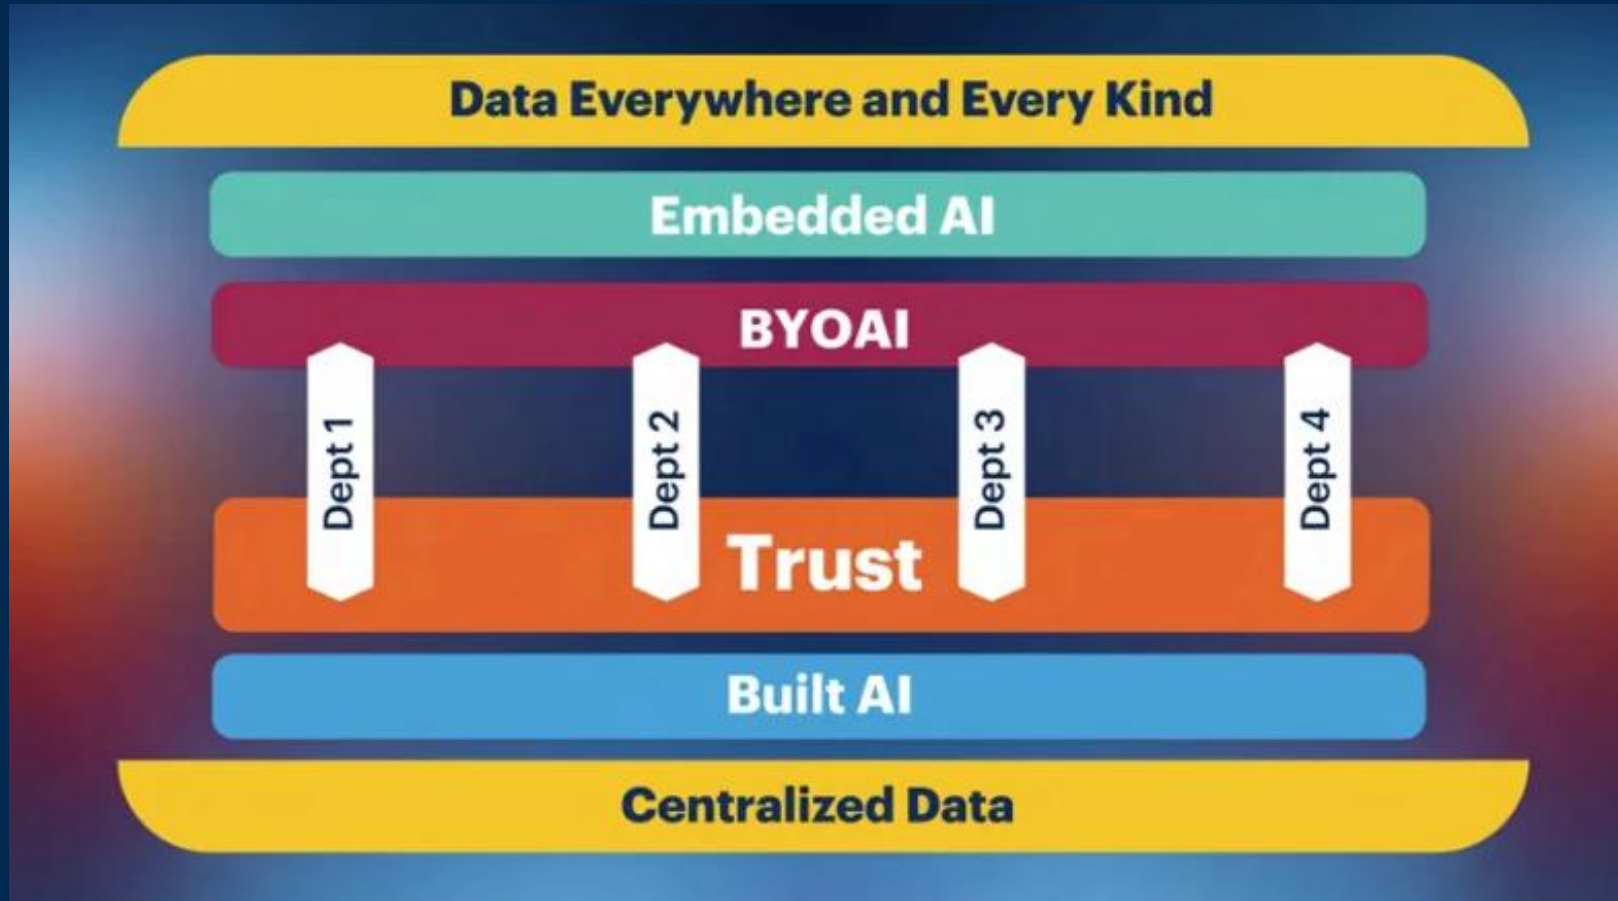 Data Everywhere and Every Kind
Embedded AI
BYOAI
Dept 1
Dept 2
Dept 3
Dept 4
Trust
Built AI
Centralized Data